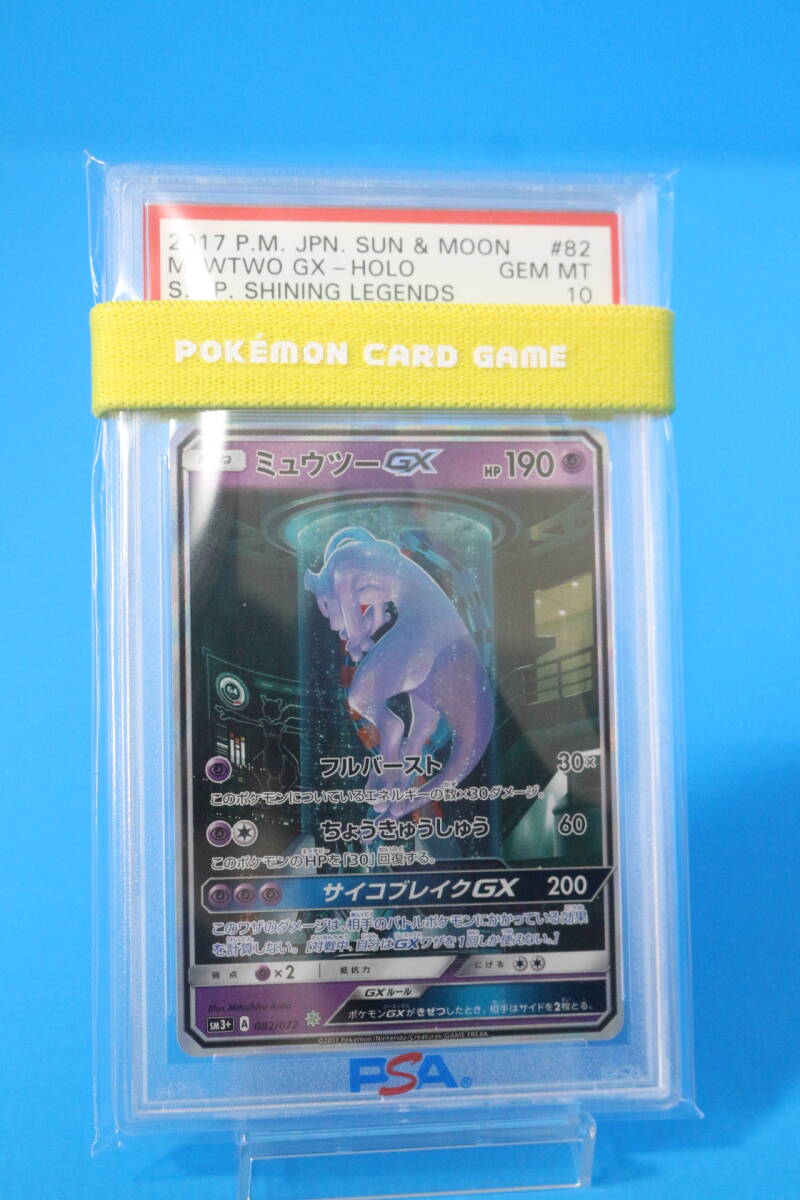 2017 P.M. JPN. SUN & MOON #82
MEWTWO GX - HOLO GEM MT
SHINING LEGENDS 10
POKÉMON CARD GAME
ミュウツーGX HP 190
64
フルバースト 30×
このポケモンについているエネルギーの数×30ダメージ。
ちょうきゅうしゅう 60
このポケモンのHPを「30」回復する。
サイコブレイクGX 200
このワザのダメージは、相手のバトルポケモンにかかっている効果
を計算しない。[対戦中、自分はGXワザを1回しか使えない。]
弱点 ×2 抵抗力 にげる
GXルール
Illus. Mitsuhiro Arita
ポケモンGXがきぜつしたとき、相手はサイドを2枚とる。
SM3+ A 082/072
©2017 Pokémon/Nintendo/Creatures/GAME FREAK
PSA®
PSA